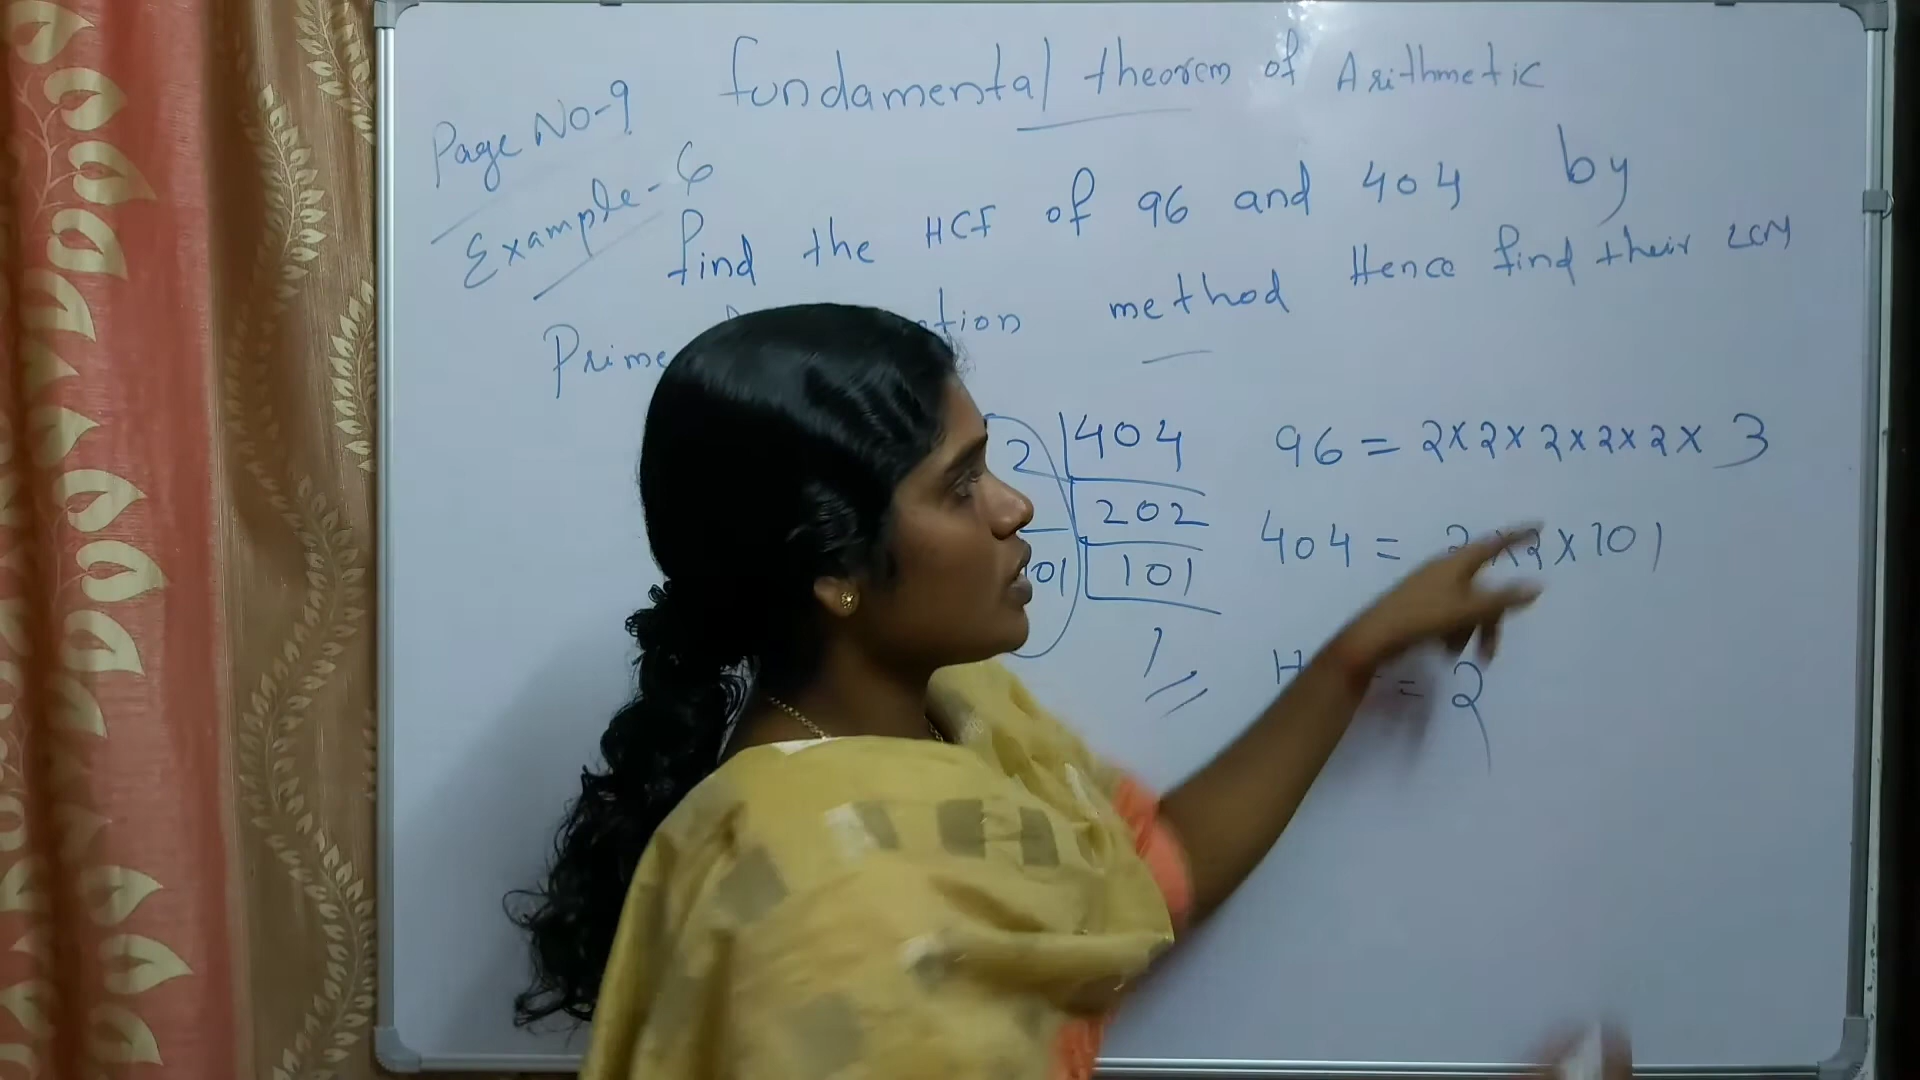 Fundamental theorem of Arithmetic
Page No-9
Example-6
find the HCF of 96 and 404 by
Prime method Hence find their LCM
2 404
202
101 101
1
96 = 2x2x2x2x2x 3
404 = 2x2x101
H = 2